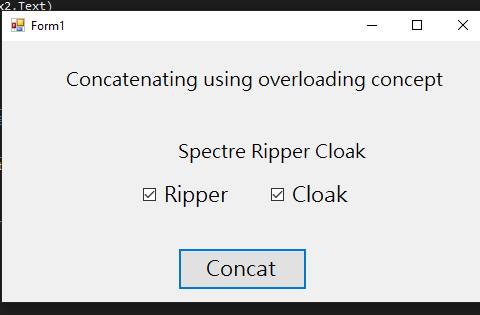 x2.Text)
Form1
Concatenating using overloading concept
Spectre Ripper Cloak
Ripper Cloak
Concat